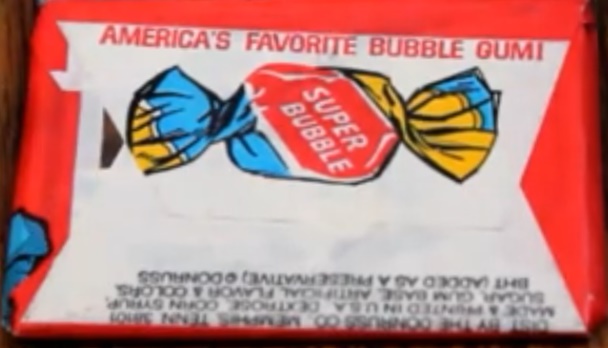 AMERICA'S FAVORITE BUBBLE GUM!
SUPER
BUBBLE
DIST. BY THE DONRUSS CO. MEMPHIS, TENN 38101
MADE & PRINTED IN U.S.A. DEXTROSE, CORN SYRUP,
SUGAR, GUM BASE, ARTIFICIAL FLAVOR & COLORS,
BHT (ADDED AS A PRESERVATIVE) © DONRUSS